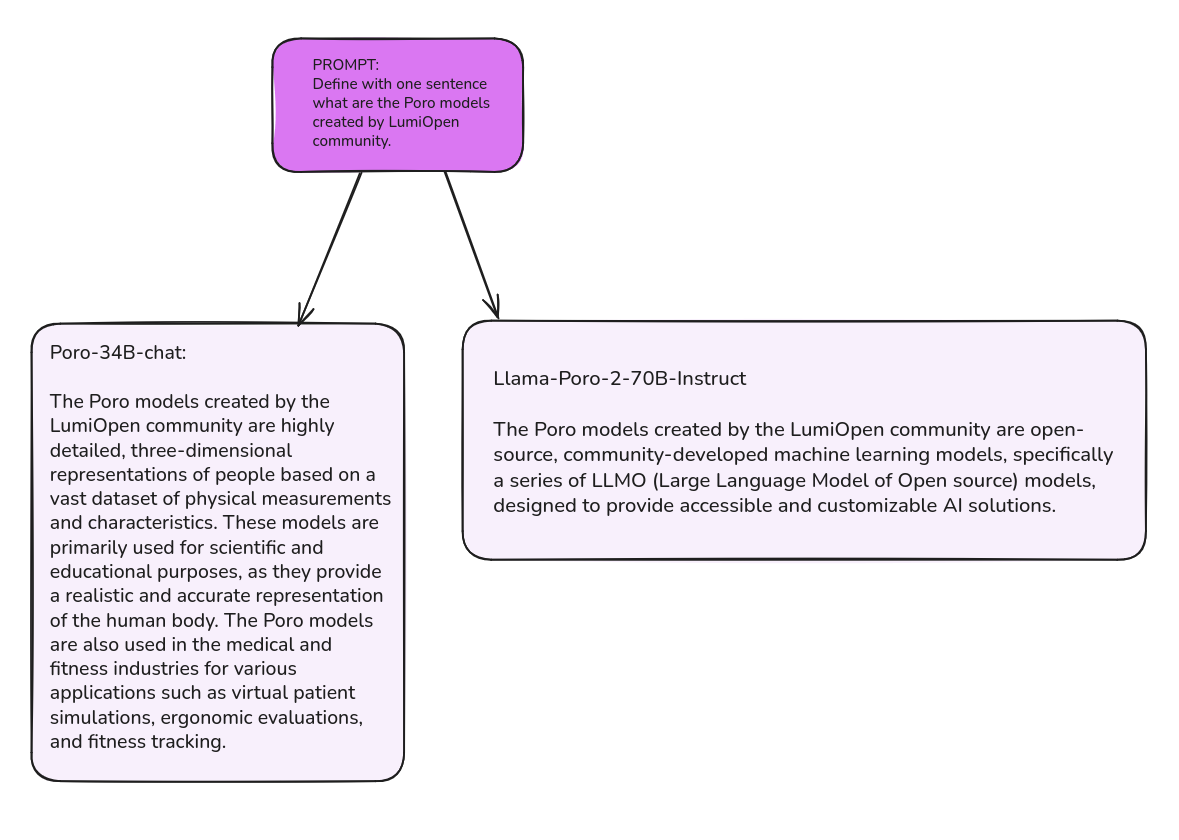 PROMPT:
Define with one sentence
what are the Poro models
created by LumiOpen
community.
Poro-34B-chat:
The Poro models created by the
LumiOpen community are highly
detailed, three-dimensional
representations of people based on a
vast dataset of physical measurements
and characteristics. These models are
primarily used for scientific and
educational purposes, as they provide
a realistic and accurate representation
of the human body. The Poro models
are also used in the medical and
fitness industries for various
applications such as virtual patient
simulations, ergonomic evaluations,
and fitness tracking.
Llama-Poro-2-70B-Instruct
The Poro models created by the LumiOpen community are open-
source, community-developed machine learning models, specifically
a series of LLMO (Large Language Model of Open source) models,
designed to provide accessible and customizable AI solutions.